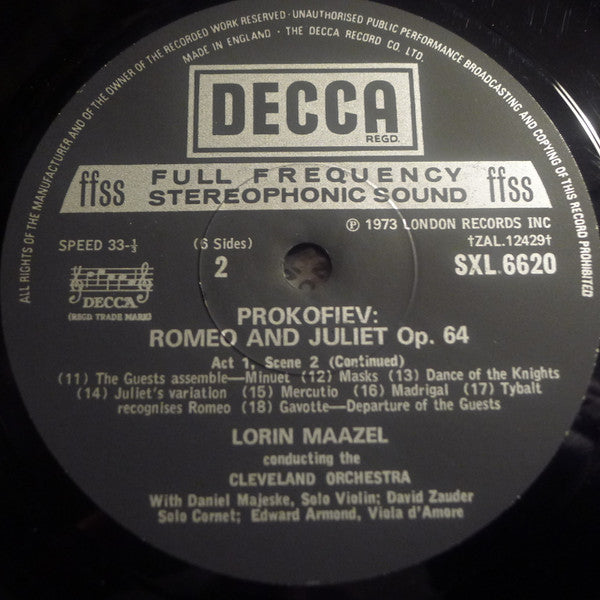 ALL RIGHTS OF THE MANUFACTURER AND OF THE OWNER OF THE RECORDED WORK RESERVED · UNAUTHORISED PUBLIC PERFORMANCE BROADCASTING AND COPYING OF THIS RECORD PROHIBITED
MADE IN ENGLAND · THE DECCA RECORD CO. LTD.
DECCA
REGD.
ffss FULL FREQUENCY STEREOPHONIC SOUND ffss
℗ 1973 LONDON RECORDS INC
SPEED 33-⅓ (6 Sides) †ZAL.12429†
2 SXL.6620
DECCA
(REGD. TRADE MARK)
PROKOFIEV:
ROMEO AND JULIET Op. 64
Act 1, Scene 2 (Continued)
(11) The Guests assemble—Minuet (12) Masks (13) Dance of the Knights
(14) Juliet's variation (15) Mercutio (16) Madrigal (17) Tybalt
recognises Romeo (18) Gavotte—Departure of the Guests
LORIN MAAZEL
conducting the
CLEVELAND ORCHESTRA
With Daniel Majeske, Solo Violin; David Zauder
Solo Cornet; Edward Armond, Viola d'Amore